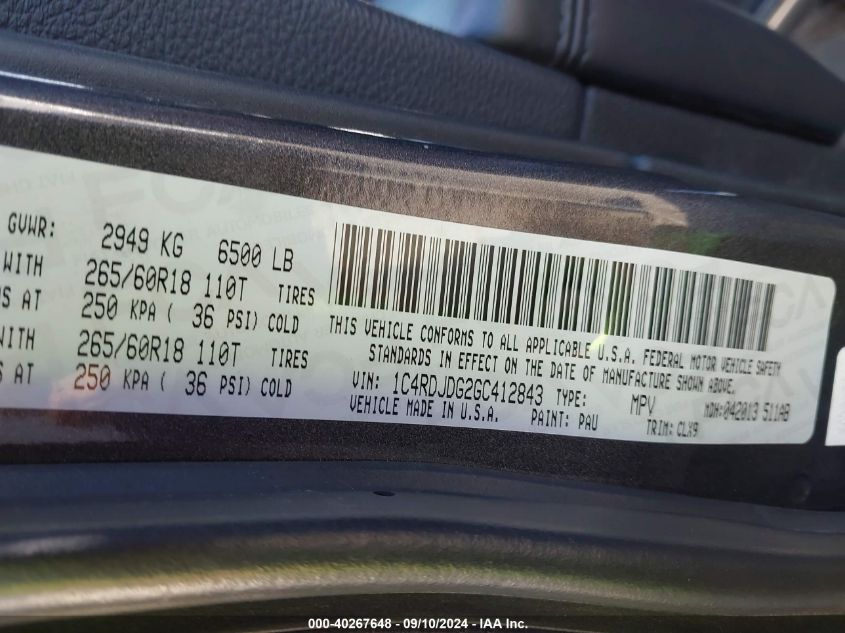 GVWR: 2949 KG 6500 LB
WITH 265/60R18 110T TIRES
S AT 250 KPA ( 36 PSI) COLD
WITH 265/60R18 110T TIRES
S AT 250 KPA ( 36 PSI) COLD
THIS VEHICLE CONFORMS TO ALL APPLICABLE U.S.A. FEDERAL MOTOR VEHICLE SAFETY
STANDARDS IN EFFECT ON THE DATE OF MANUFACTURE SHOWN ABOVE.
VIN: 1C4RDJDG2GC412843 TYPE: MPV MDH:042013 511AB
VEHICLE MADE IN U.S.A. PAINT: PAU TRIM: CLX9
000-40267648 - 09/10/2024 - IAA Inc.